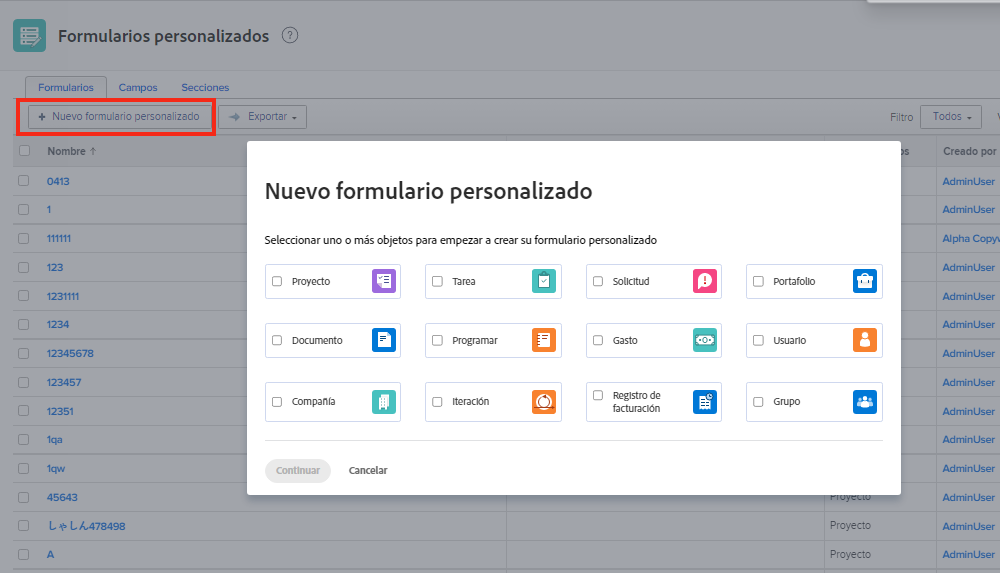 Formularios personalizados ?
Formularios Campos Secciones
+ Nuevo formulario personalizado Exportar Filtro Todos
Nombre ↑ Creado por
0413 AdminUser
1 AdminUser
111111
123 AdminUser
1231111 AdminUser
1234 AdminUser
12345678 AdminUser
123457 AdminUser
12351 AdminUser
1qa AdminUser
1qw AdminUser
45643 Proyecto AdminUser
しゃしん478498 Proyecto AdminUser
A Proyecto AdminUser
Nuevo formulario personalizado
Seleccionar uno o más objetos para empezar a crear su formulario personalizado
Proyecto Tarea Solicitud Portafolio
Documento Programar Gasto Usuario
Compañía Iteración Registro de
facturación Grupo
Continuar Cancelar